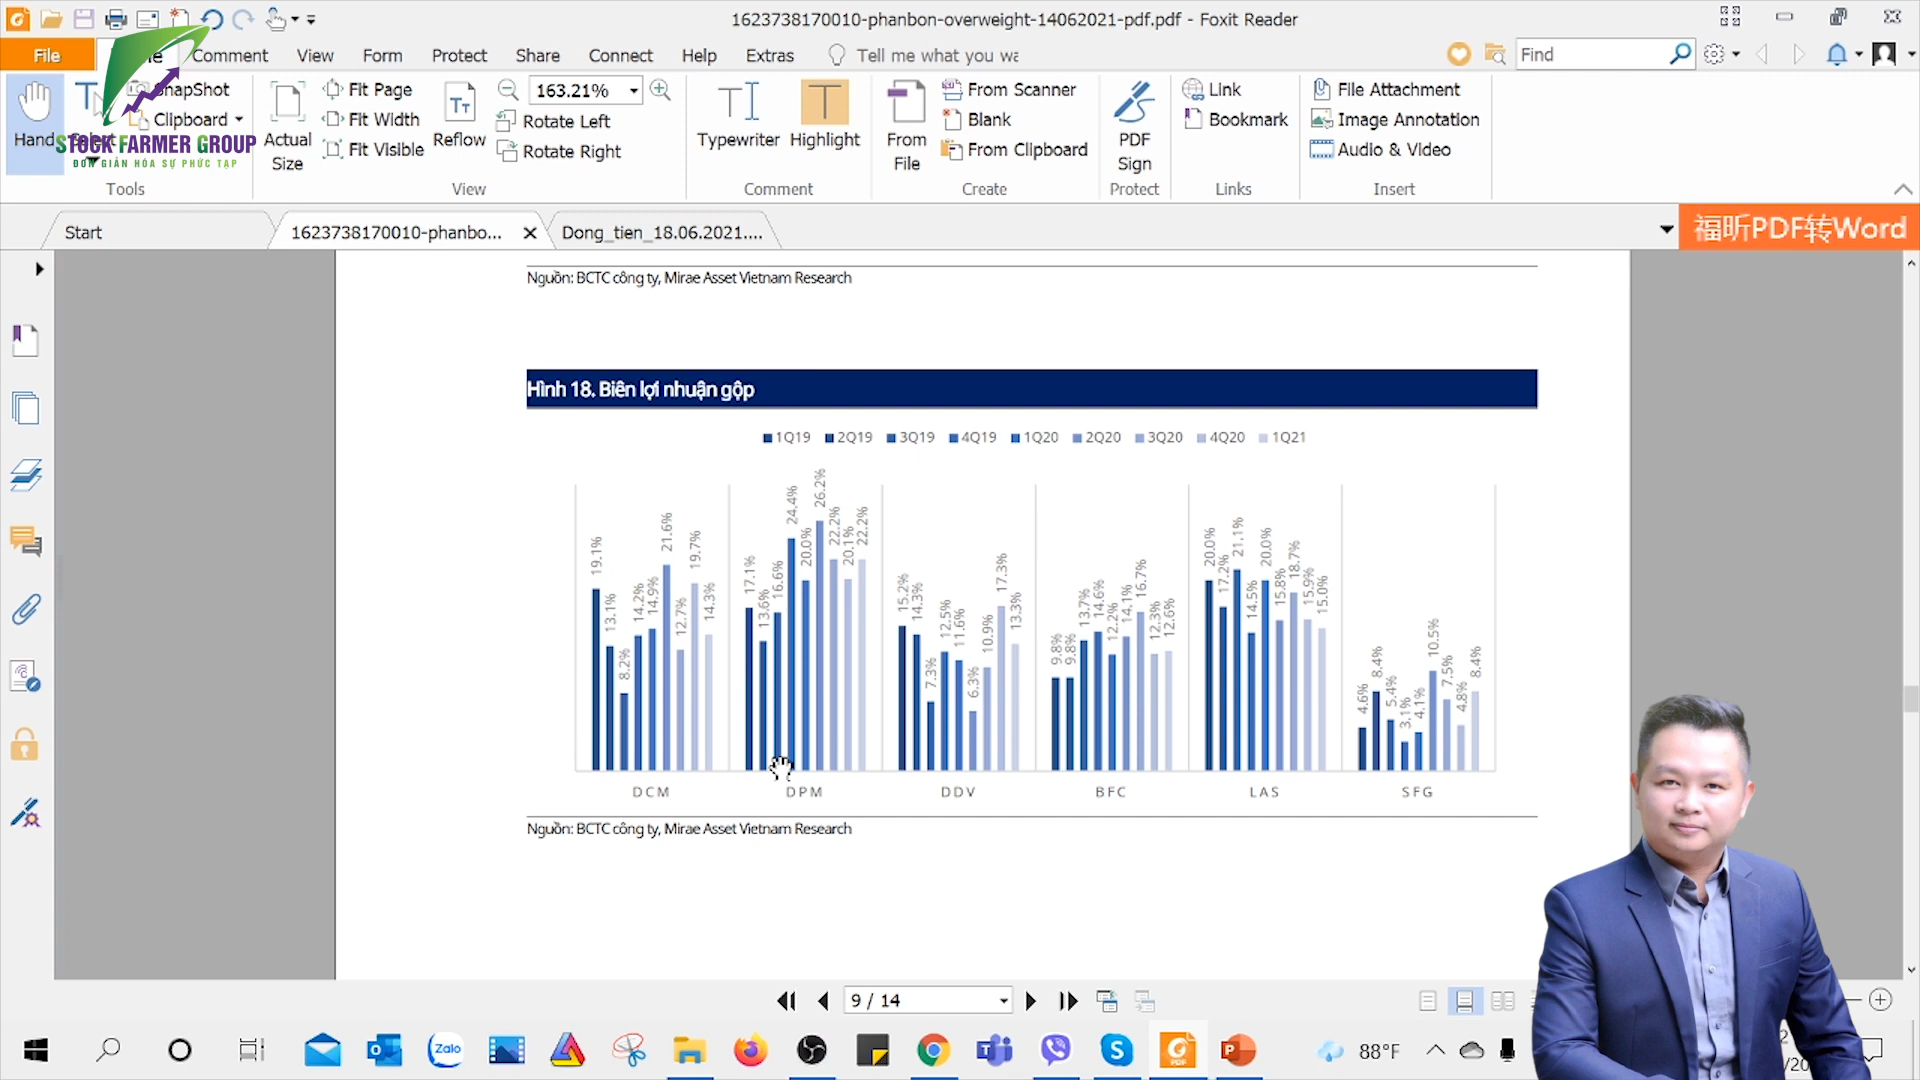 1623738170010-phanbon-overweight-14062021-pdf.pdf - Foxit Reader
File
Comment
View
Form
Protect
Share
Connect
Help
Extras
Tell me what you wa
Find
Hand
SnapShot
Clipboard
STOCK FARMER GROUP
ĐƠN GIẢN HÓA SỰ PHỨC TẠP
Tools
Actual Size
Fit Page
Fit Width
Fit Visible
Reflow
163.21%
Rotate Left
Rotate Right
View
Typewriter
Highlight
Comment
From File
From Scanner
Blank
From Clipboard
Create
PDF Sign
Protect
Link
Bookmark
Links
File Attachment
Image Annotation
Audio & Video
Insert
Start
1623738170010-phanbo...
Dong_tien_18.06.2021....
福昕PDF转Word
Nguồn: BCTC công ty, Mirae Asset Vietnam Research
Hình 18. Biên lợi nhuận gộp
1Q19 2Q19 3Q19 4Q19 1Q20 2Q20 3Q20 4Q20 1Q21
19.1% 13.1% 8.2% 14.2% 14.9% 21.6% 12.7% 19.7% 14.3%
17.1% 13.6% 16.6% 24.4% 20.0% 26.2% 22.2% 20.1% 22.2%
15.2% 14.3% 7.3% 12.5% 11.6% 6.3% 10.9% 17.3% 13.3%
9.8% 9.8% 13.7% 14.6% 12.2% 14.1% 16.7% 12.3% 12.6%
20.0% 17.2% 21.1% 14.5% 20.0% 15.8% 18.7% 15.9% 15.0%
4.6% 8.4% 5.4% 3.1% 4.1% 10.5% 7.5% 4.8% 8.4%
DCM DPM DDV BFC LAS SFG
Nguồn: BCTC công ty, Mirae Asset Vietnam Research
9 / 14
Zalo
88°F